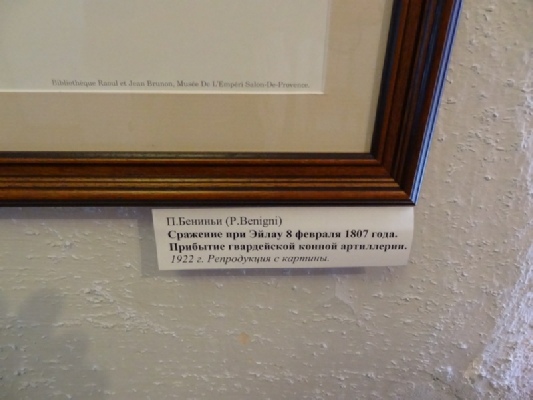 Bibliothèque Raoul et Jean Brunon, Musée De L'Empéri Salon-De-Provence.
П.Бениньи (P.Benigni)
Сражение при Эйлау 8 февраля 1807 года.
Прибытие гвардейской конной артиллерии.
1922 г. Репродукция с картины.